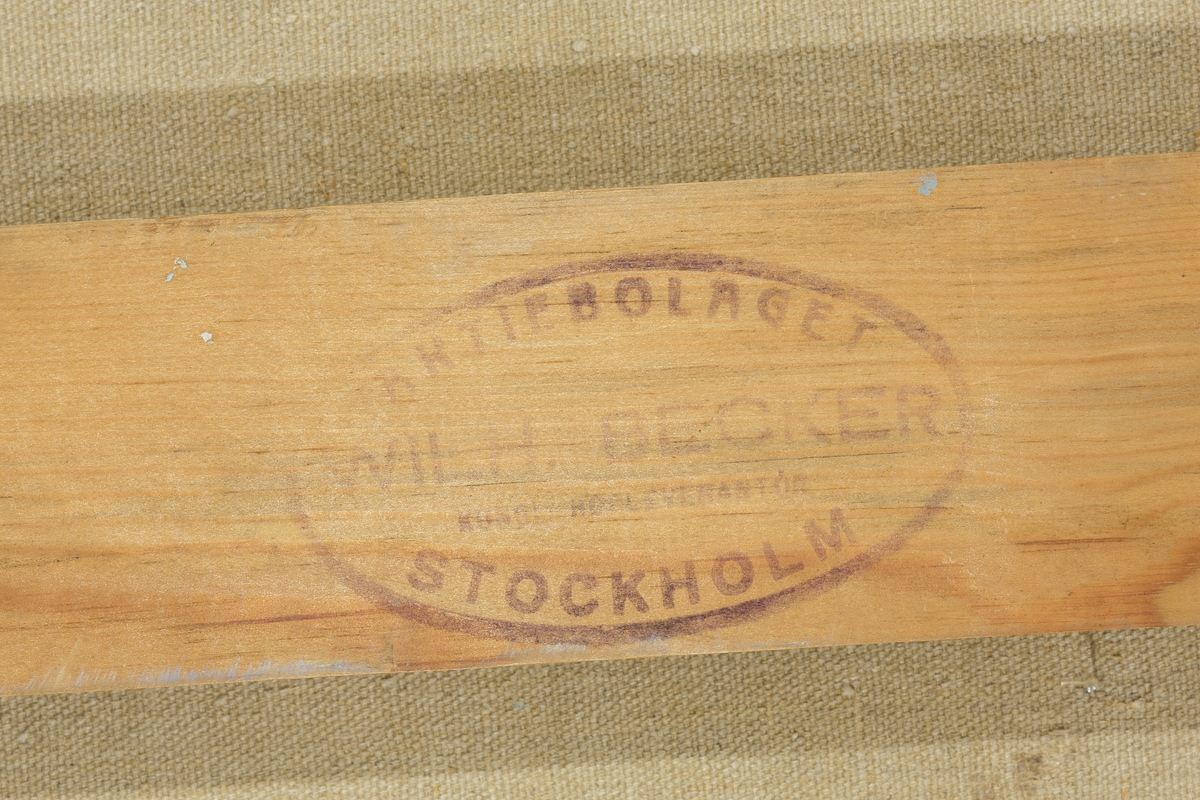 AKTIEBOLAGET
WILH. BECKER
KUNGL. HOFLEVERANTÖR
STOCKHOLM